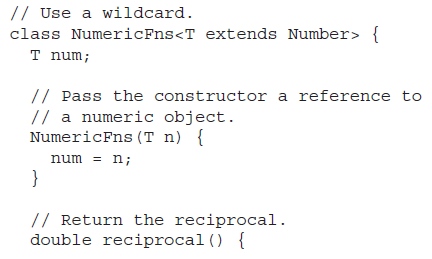 // Use a wildcard.
class NumericFns<T extends Number> {
T num;
// Pass the constructor a reference to
// a numeric object.
NumericFns(T n) {
num = n;
}
// Return the reciprocal.
double reciprocal() {